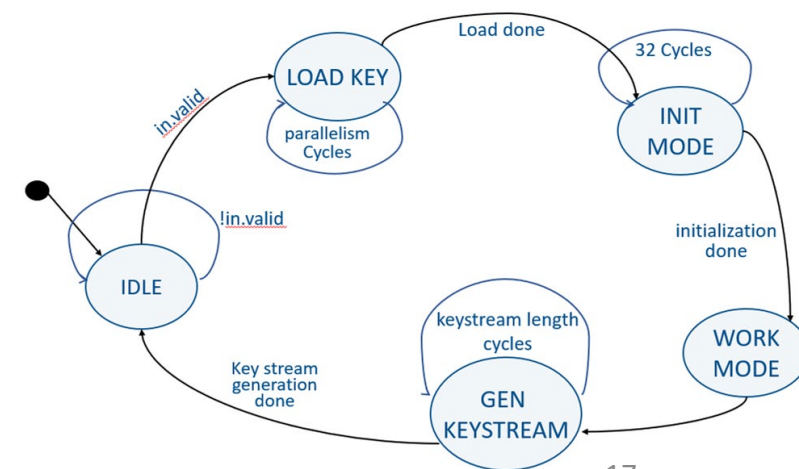 Load done
32 Cycles
in.valid
LOAD KEY
parallelism
Cycles
INIT
MODE
!in.valid
initialization
done
IDLE
keystream length
cycles
WORK
MODE
Key stream
generation
done
GEN
KEYSTREAM